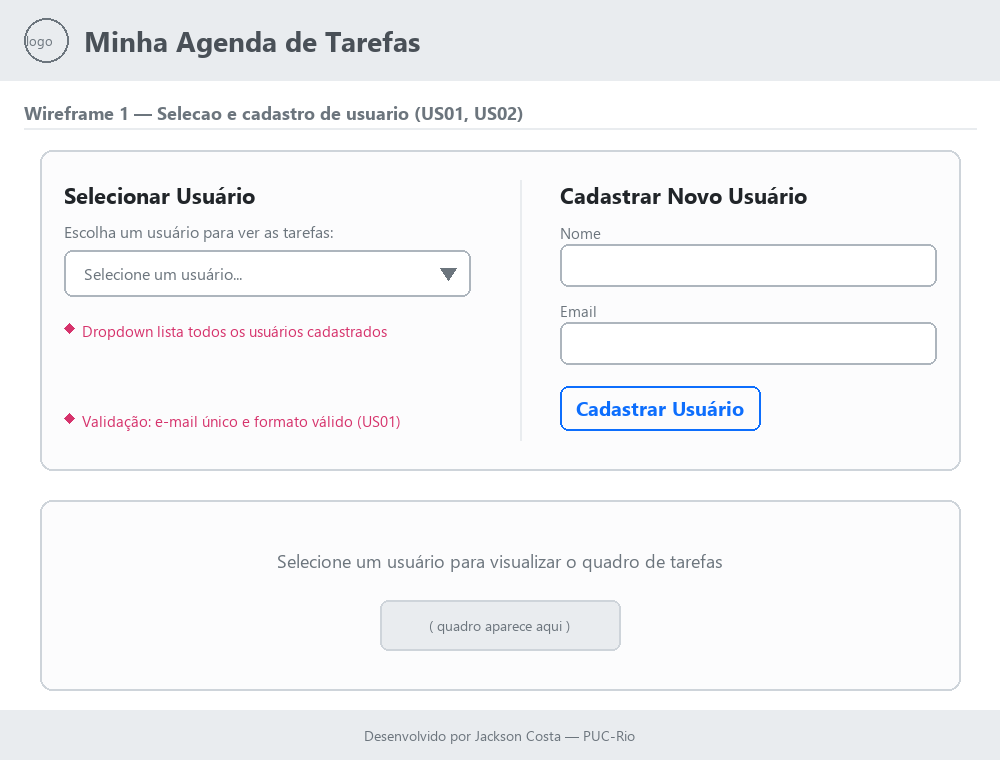 logo
Minha Agenda de Tarefas
Wireframe 1 — Selecao e cadastro de usuario (US01, US02)
Selecionar Usuário
Escolha um usuário para ver as tarefas:
Selecione um usuário...
Dropdown lista todos os usuários cadastrados
Validação: e-mail único e formato válido (US01)
Cadastrar Novo Usuário
Nome
Email
Cadastrar Usuário
Selecione um usuário para visualizar o quadro de tarefas
( quadro aparece aqui )
Desenvolvido por Jackson Costa — PUC-Rio